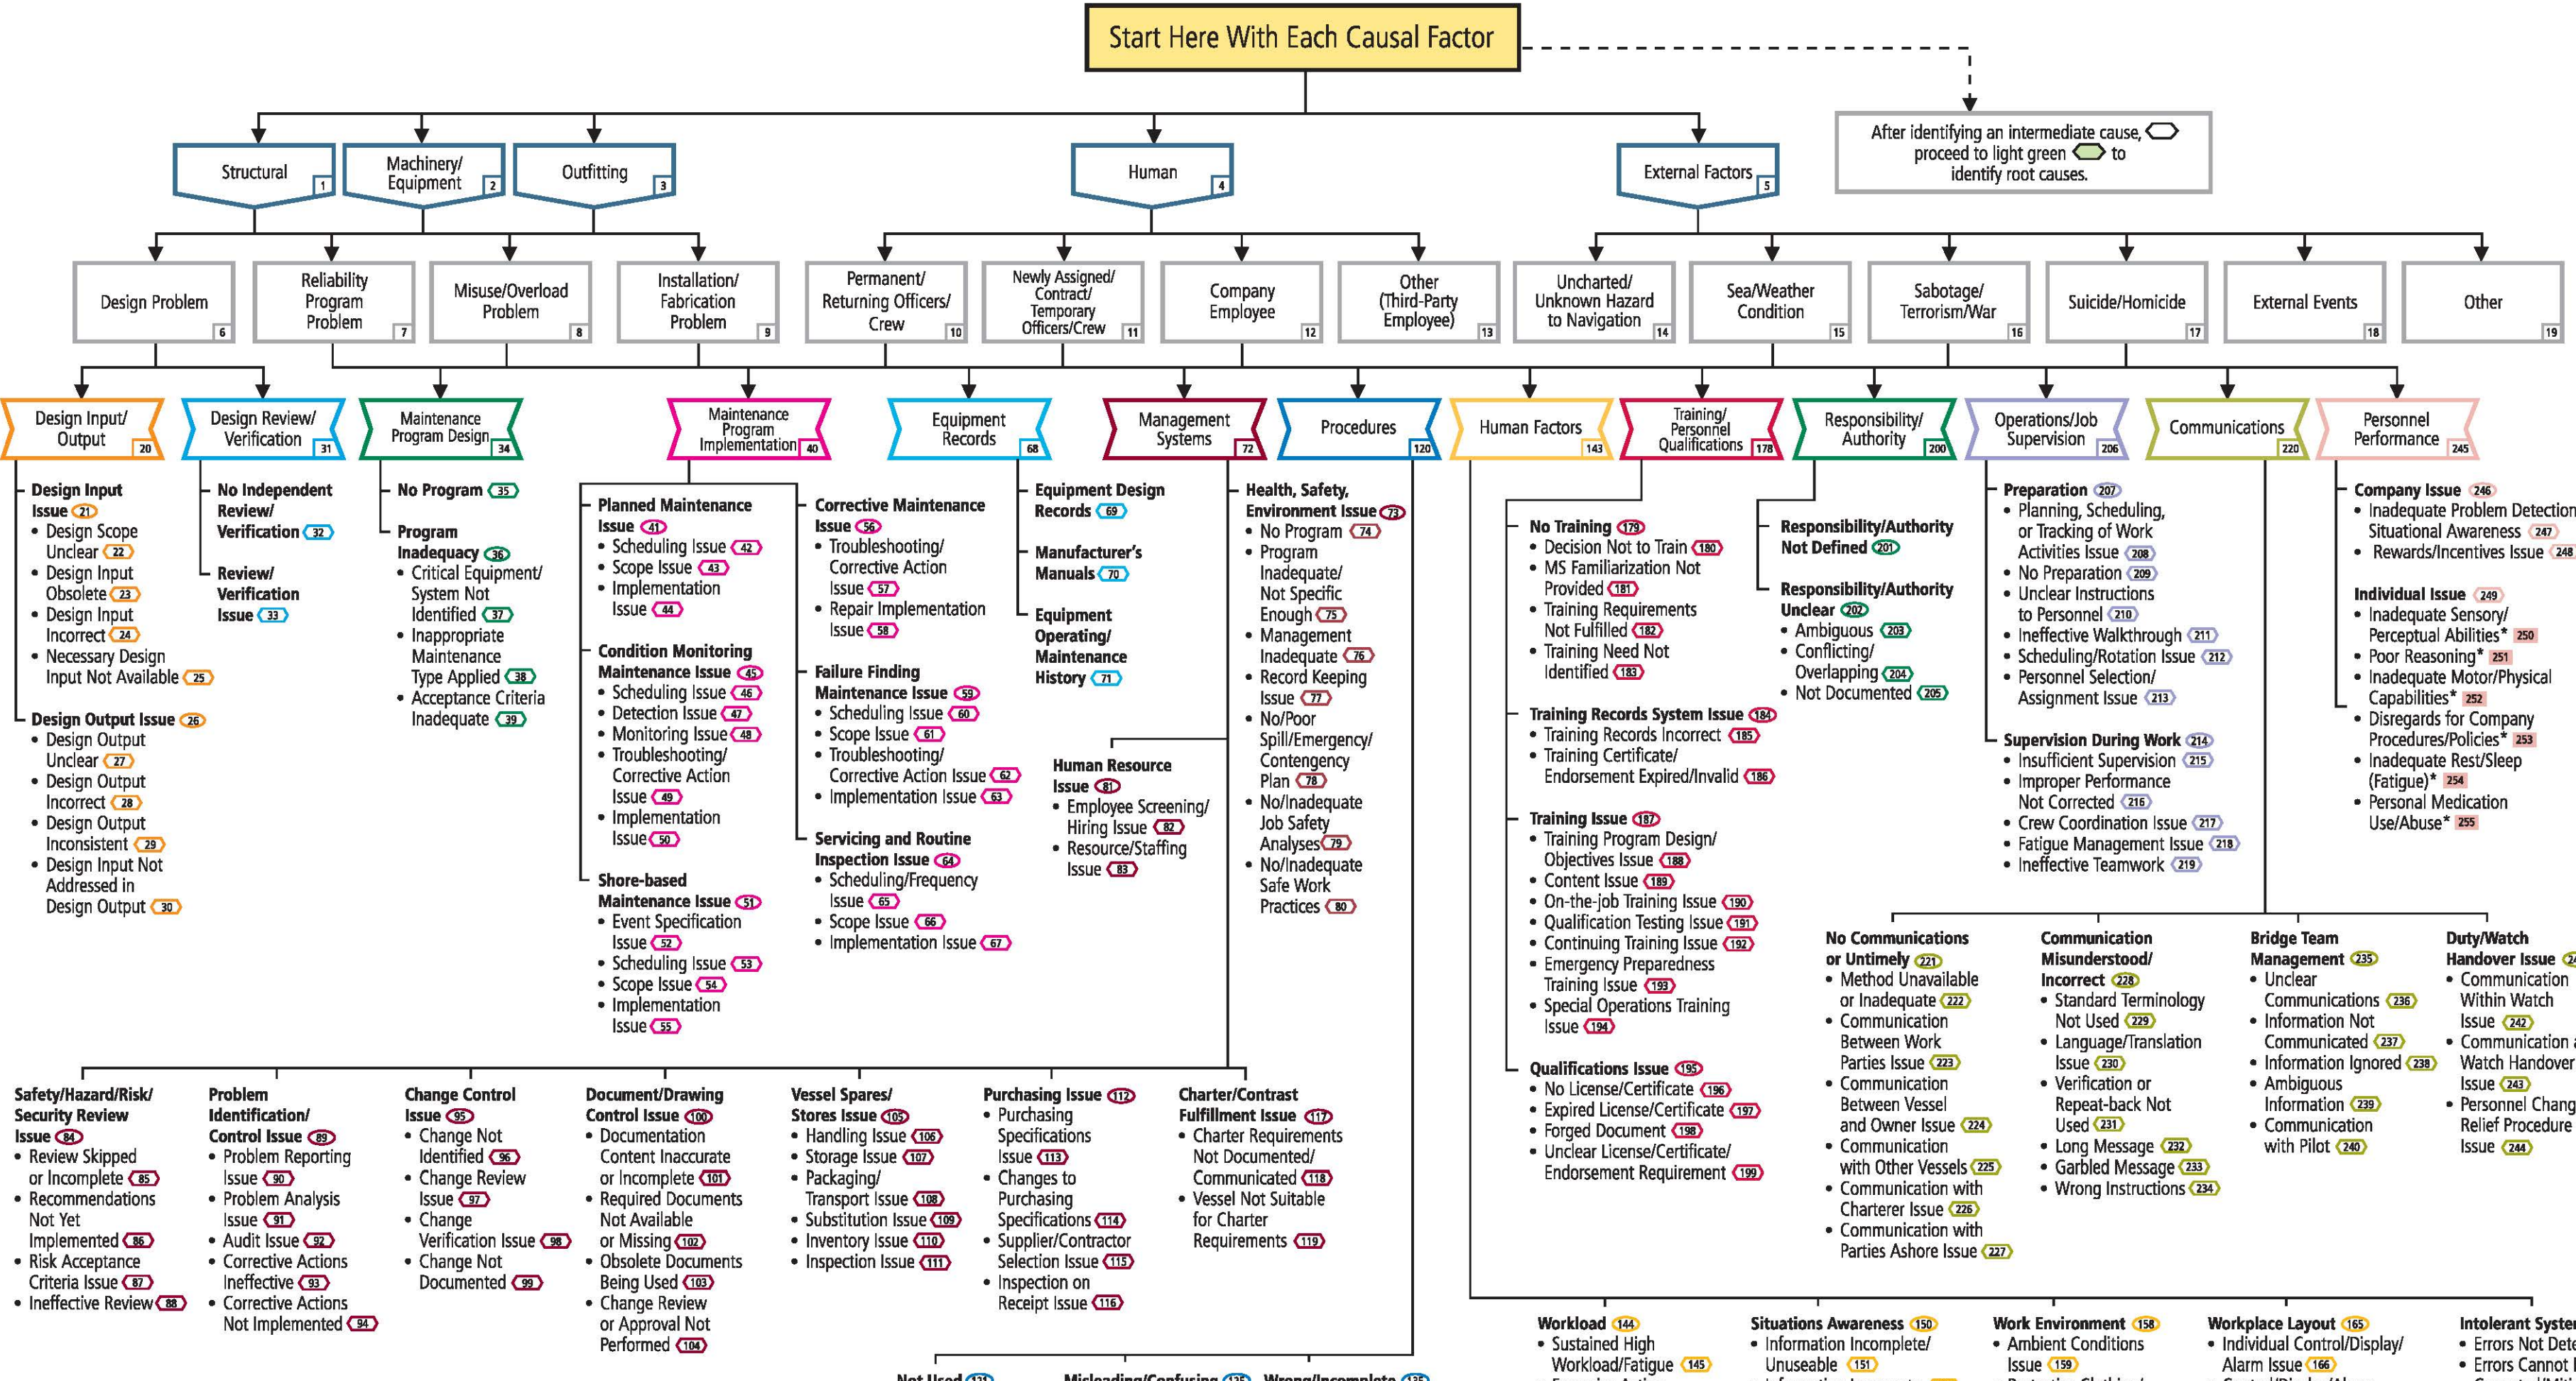 Start Here With Each Causal Factor
After identifying an intermediate cause,
proceed to light green to
identify root causes.
Structural
1
Machinery/
Equipment
2
Outfitting
3
Human
4
External Factors
5
Design Problem
6
Reliability
Program
Problem
7
Misuse/Overload
Problem
8
Installation/
Fabrication
Problem
9
Permanent/
Returning Officers/
Crew
10
Newly Assigned/
Contract/
Temporary
Officers/Crew
11
Company
Employee
12
Other
(Third-Party
Employee)
13
Uncharted/
Unknown Hazard
to Navigation
14
Sea/Weather
Condition
15
Sabotage/
Terrorism/War
16
Suicide/Homicide
17
External Events
18
Other
19
Design Input/
Output
20
Design Review/
Verification
31
Maintenance
Program Design
34
Maintenance
Program
Implementation
40
Equipment
Records
68
Management
Systems
72
Procedures
120
Human Factors
143
Training/
Personnel
Qualifications
178
Responsibility/
Authority
200
Operations/Job
Supervision
206
Communications
220
Personnel
Performance
245
Design Input
Issue 21
• Design Scope
Unclear 22
• Design Input
Obsolete 23
• Design Input
Incorrect 24
• Necessary Design
Input Not Available 25
Design Output Issue 26
• Design Output
Unclear 27
• Design Output
Incorrect 28
• Design Output
Inconsistent 29
• Design Input Not
Addressed in
Design Output 30
No Independent
Review/
Verification 32
Review/
Verification
Issue 33
No Program 35
Program
Inadequacy 36
• Critical Equipment/
System Not
Identified 37
• Inappropriate
Maintenance
Type Applied 38
• Acceptance Criteria
Inadequate 39
Planned Maintenance
Issue 41
• Scheduling Issue 42
• Scope Issue 43
• Implementation
Issue 44
Condition Monitoring
Maintenance Issue 45
• Scheduling Issue 46
• Detection Issue 47
• Monitoring Issue 48
• Troubleshooting/
Corrective Action
Issue 49
• Implementation
Issue 50
Shore-based
Maintenance Issue 51
• Event Specification
Issue 52
• Scheduling Issue 53
• Scope Issue 54
• Implementation
Issue 55
Corrective Maintenance
Issue 56
• Troubleshooting/
Corrective Action
Issue 57
• Repair Implementation
Issue 58
Failure Finding
Maintenance Issue 59
• Scheduling Issue 60
• Scope Issue 61
• Troubleshooting/
Corrective Action Issue 62
• Implementation Issue 63
Servicing and Routine
Inspection Issue 64
• Scheduling/Frequency
Issue 65
• Scope Issue 66
• Implementation Issue 67
Equipment Design
Records 69
Manufacturer's
Manuals 70
Equipment
Operating/
Maintenance
History 71
Human Resource
Issue 81
• Employee Screening/
Hiring Issue 82
• Resource/Staffing
Issue 83
Health, Safety,
Environment Issue 73
• No Program 74
• Program
Inadequate/
Not Specific
Enough 75
• Management
Inadequate 76
• Record Keeping
Issue 77
• No/Poor
Spill/Emergency/
Contengency
Plan 78
• No/Inadequate
Job Safety
Analyses 79
• No/Inadequate
Safe Work
Practices 80
No Training 179
• Decision Not to Train 180
• MS Familiarization Not
Provided 181
• Training Requirements
Not Fulfilled 182
• Training Need Not
Identified 183
Training Records System Issue 184
• Training Records Incorrect 185
• Training Certificate/
Endorsement Expired/Invalid 186
Training Issue 187
• Training Program Design/
Objectives Issue 188
• Content Issue 189
• On-the-job Training Issue 190
• Qualification Testing Issue 191
• Continuing Training Issue 192
• Emergency Preparedness
Training Issue 193
• Special Operations Training
Issue 194
Qualifications Issue 195
• No License/Certificate 196
• Expired License/Certificate 197
• Forged Document 198
• Unclear License/Certificate/
Endorsement Requirement 199
Responsibility/Authority
Not Defined 201
Responsibility/Authority
Unclear 202
• Ambiguous 203
• Conflicting/
Overlapping 204
• Not Documented 205
Preparation 207
• Planning, Scheduling,
or Tracking of Work
Activities Issue 208
• No Preparation 209
• Unclear Instructions
to Personnel 210
• Ineffective Walkthrough 211
• Scheduling/Rotation Issue 212
• Personnel Selection/
Assignment Issue 213
Supervision During Work 214
• Insufficient Supervision 215
• Improper Performance
Not Corrected 216
• Crew Coordination Issue 217
• Fatigue Management Issue 218
• Ineffective Teamwork 219
Company Issue 246
• Inadequate Problem Detection
Situational Awareness 247
• Rewards/Incentives Issue 248
Individual Issue 249
• Inadequate Sensory/
Perceptual Abilities* 250
• Poor Reasoning* 251
• Inadequate Motor/Physical
Capabilities* 252
• Disregards for Company
Procedures/Policies* 253
• Inadequate Rest/Sleep
(Fatigue)* 254
• Personal Medication
Use/Abuse* 255
No Communications
or Untimely 221
• Method Unavailable
or Inadequate 222
• Communication
Between Work
Parties Issue 223
• Communication
Between Vessel
and Owner Issue 224
• Communication
with Other Vessels 225
• Communication with
Charterer Issue 226
• Communication with
Parties Ashore Issue 227
Communication
Misunderstood/
Incorrect 228
• Standard Terminology
Not Used 229
• Language/Translation
Issue 230
• Verification or
Repeat-back Not
Used 231
• Long Message 232
• Garbled Message 233
• Wrong Instructions 234
Bridge Team
Management 235
• Unclear
Communications 236
• Information Not
Communicated 237
• Information Ignored 238
• Ambiguous
Information 239
• Communication
with Pilot 240
Duty/Watch
Handover Issue
• Communication
Within Watch
Issue 242
• Communication
Watch Handover
Issue 243
• Personnel
Relief Procedure
Issue 244
Safety/Hazard/Risk/
Security Review
Issue 84
• Review Skipped
or Incomplete 85
• Recommendations
Not Yet
Implemented 86
• Risk Acceptance
Criteria Issue 87
• Ineffective Review 88
Problem
Identification/
Control Issue 89
• Problem Reporting
Issue 90
• Problem Analysis
Issue 91
• Audit Issue 92
• Corrective Actions
Ineffective 93
• Corrective Actions
Not Implemented 94
Change Control
Issue 95
• Change Not
Identified 96
• Change Review
Issue 97
• Change
Verification Issue 98
• Change Not
Documented 99
Document/Drawing
Control Issue 100
• Documentation
Content Inaccurate
or Incomplete 101
• Required Documents
Not Available
or Missing 102
• Obsolete Documents
Being Used 103
• Change Review
or Approval Not
Performed 104
Vessel Spares/
Stores Issue 105
• Handling Issue 106
• Storage Issue 107
• Packaging/
Transport Issue 108
• Substitution Issue 109
• Inventory Issue 110
• Inspection Issue 111
Purchasing Issue 112
• Purchasing
Specifications
Issue 113
• Changes to
Purchasing
Specifications 114
• Supplier/Contractor
Selection Issue 115
• Inspection on
Receipt Issue 116
Charter/Contrast
Fulfillment Issue 117
• Charter Requirements
Not Documented/
Communicated 118
• Vessel Not Suitable
for Charter
Requirements 119
Not Used 121
Misleading/Confusing
Wrong/Incomplete
Workload 144
• Sustained High
Workload/Fatigue 145
Situations Awareness 150
• Information Incomplete/
Unuseable 151
Work Environment 158
• Ambient Conditions
Issue 159
Workplace Layout 165
• Individual Control/Display/
Alarm Issue 166
Intolerant
• Errors Not
• Errors Cannot